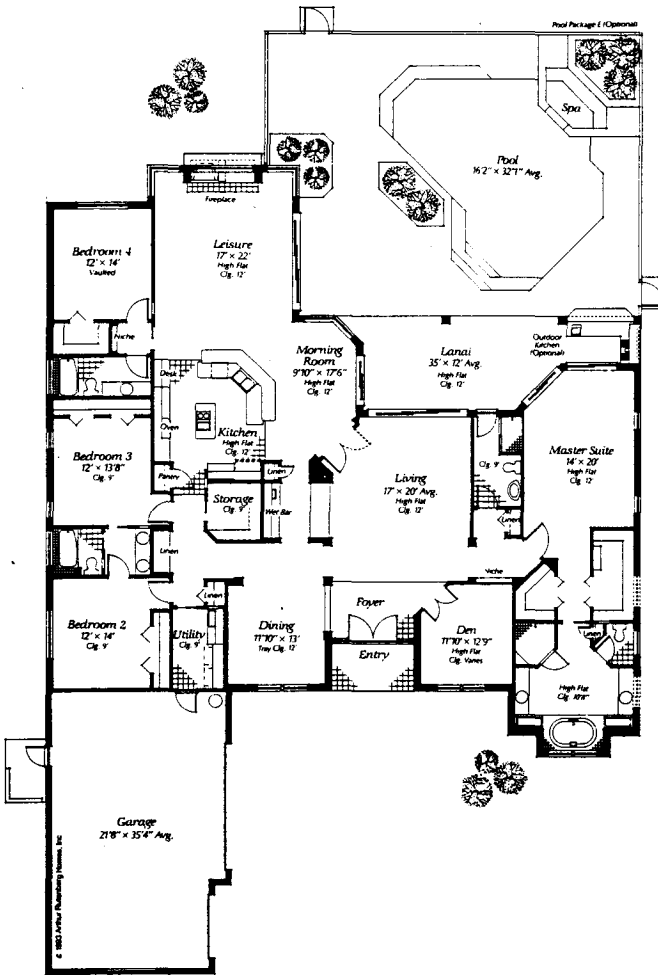 Pool Package E (Optional)
Spa
Pool
16'2" × 32'1" Avg.
Fireplace
Bedroom 4
12' × 14'
Vaulted
Leisure
17' × 22'
High Flat
Clg. 12'
Niche
Morning
Room
9'10" × 17'6"
High Flat
Clg. 12'
Lanai
35' × 12' Avg.
High Flat
Clg. 12'
Outdoor
Kitchen
(Optional)
Desk
Oven
Kitchen
High Flat
Clg. 12'
Bedroom 3
12' × 13'8"
Clg. 9'
Pantry
Linen
Storage
Clg. 9'
Wet Bar
Living
17' × 20' Avg.
High Flat
Clg. 12'
Clg. 9'
Linen
Master Suite
14' × 20'
High Flat
Clg. 12'
Linen
Niche
Linen
Bedroom 2
12' × 14'
Clg. 9'
Utility
Clg. 9'
Dining
11'10" × 13'
Tray Clg. 12'
Foyer
Entry
Den
11'10" × 12'9"
High Flat
Clg. Varies
Linen
High Flat
Clg. 10'8"
Garage
21'8" × 35'4" Avg.
© 1993 Arthur Rutenberg Homes, Inc